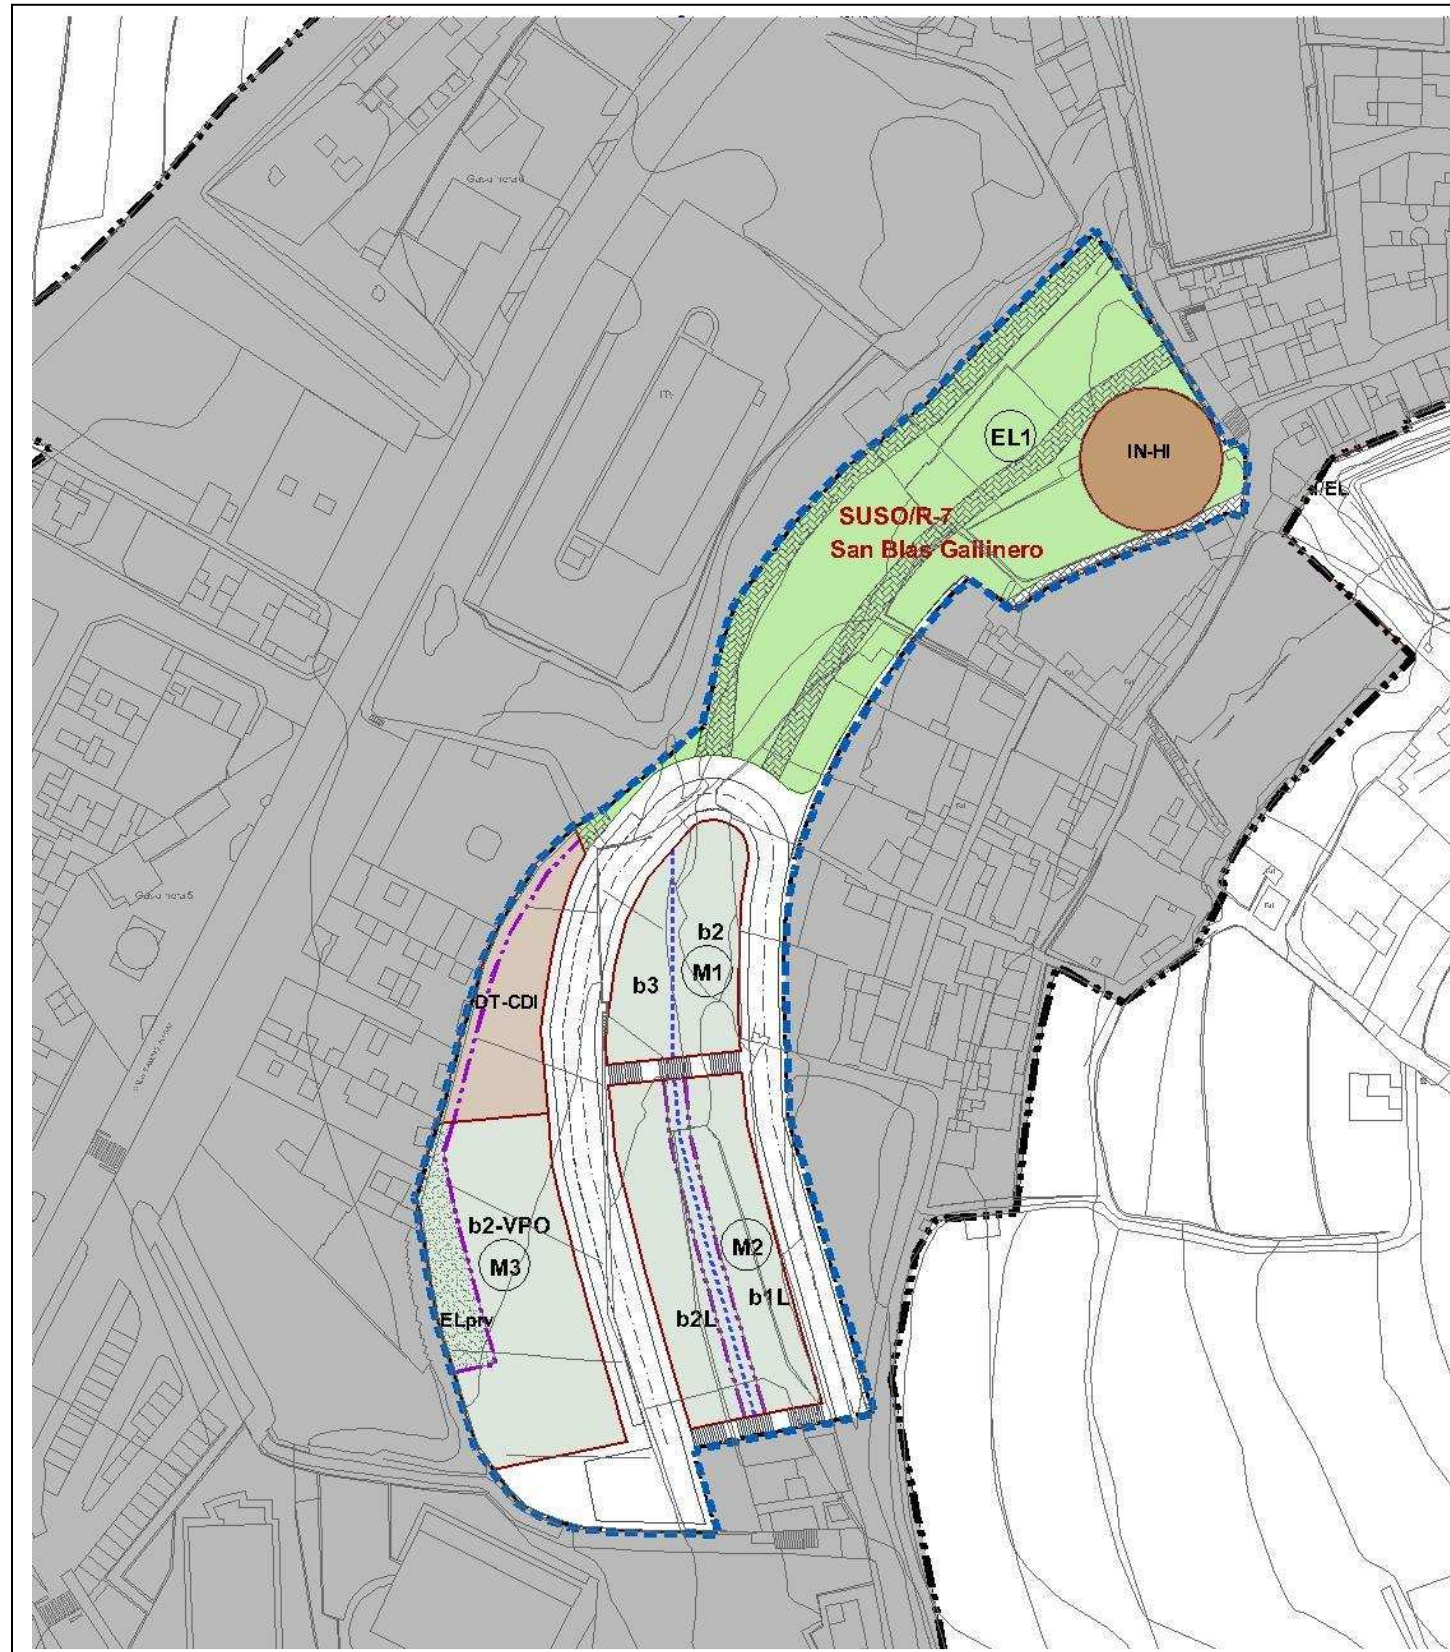 EL1
IN-HI
/EL
SUSO/R-7
San Blas Gallinero
b2
M1
b3
DT-CDI
b2-VPO
M3
M2
b1L
b2L
ELprv